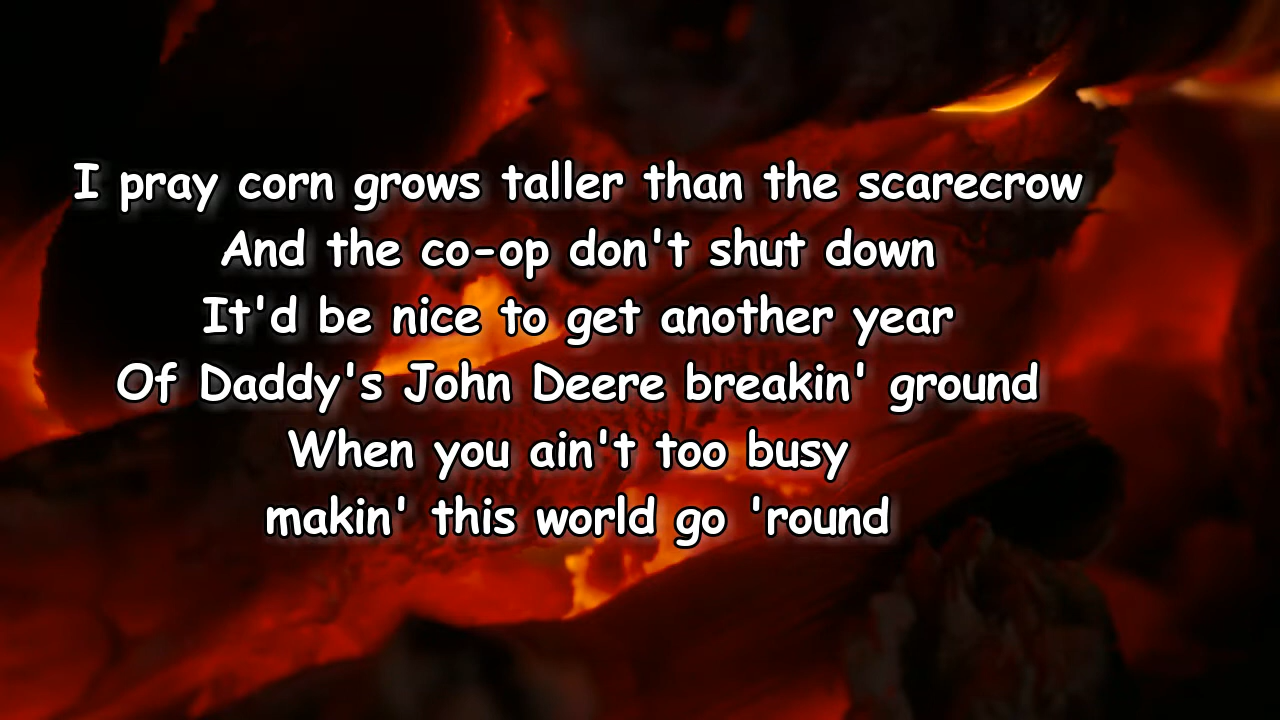 I pray corn grows taller than the scarecrow
And the co-op don't shut down
It'd be nice to get another year
Of Daddy's John Deere breakin' ground
When you ain't too busy
makin' this world go 'round